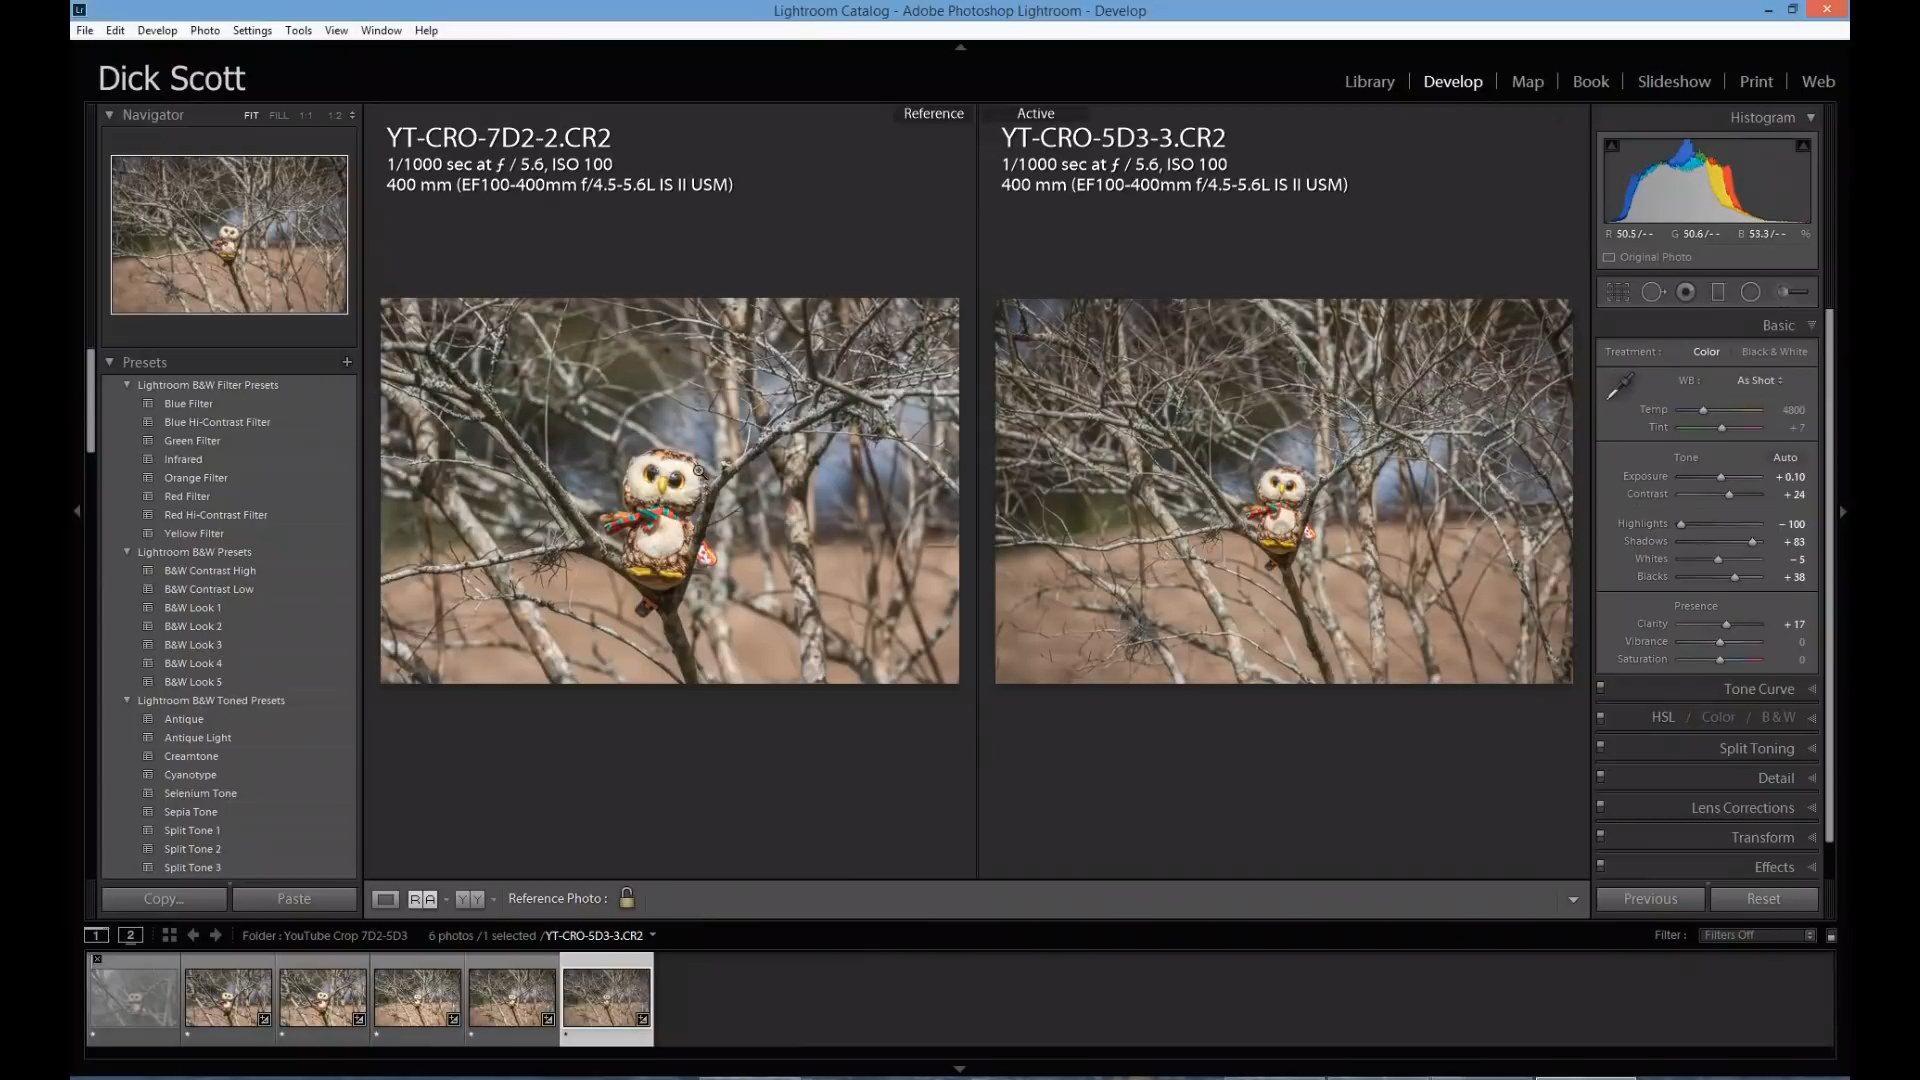 Lr
Lightroom Catalog - Adobe Photoshop Lightroom - Develop
File Edit Develop Photo Settings Tools View Window Help
Dick Scott
Library | Develop | Map | Book | Slideshow | Print | Web
Navigator FIT FILL 1:1 1:2
Presets +
Lightroom B&W Filter Presets
Blue Filter
Blue Hi-Contrast Filter
Green Filter
Infrared
Orange Filter
Red Filter
Red Hi-Contrast Filter
Yellow Filter
Lightroom B&W Presets
B&W Contrast High
B&W Contrast Low
B&W Look 1
B&W Look 2
B&W Look 3
B&W Look 4
B&W Look 5
Lightroom B&W Toned Presets
Antique
Antique Light
Creamtone
Cyanotype
Selenium Tone
Sepia Tone
Split Tone 1
Split Tone 2
Split Tone 3
Copy... Paste
Reference
YT-CRO-7D2-2.CR2
1/1000 sec at ƒ / 5.6, ISO 100
400 mm (EF100-400mm f/4.5-5.6L IS II USM)
Active
YT-CRO-5D3-3.CR2
1/1000 sec at ƒ / 5.6, ISO 100
400 mm (EF100-400mm f/4.5-5.6L IS II USM)
Histogram
R 50.5/-- G 50.6/-- B 53.3/-- %
Original Photo
Basic
Treatment : Color Black & White
WB : As Shot
Temp 4800
Tint + 7
Tone Auto
Exposure + 0.10
Contrast + 24
Highlights − 100
Shadows + 83
Whites − 5
Blacks + 38
Presence
Clarity + 17
Vibrance 0
Saturation 0
Tone Curve
HSL / Color / B & W
Split Toning
Detail
Lens Corrections
Transform
Effects
Previous Reset
R A Y Y Reference Photo :
1 2 Folder : YouTube Crop 7D2-5D3 6 photos /1 selected /YT-CRO-5D3-3.CR2
Filter : Filters Off